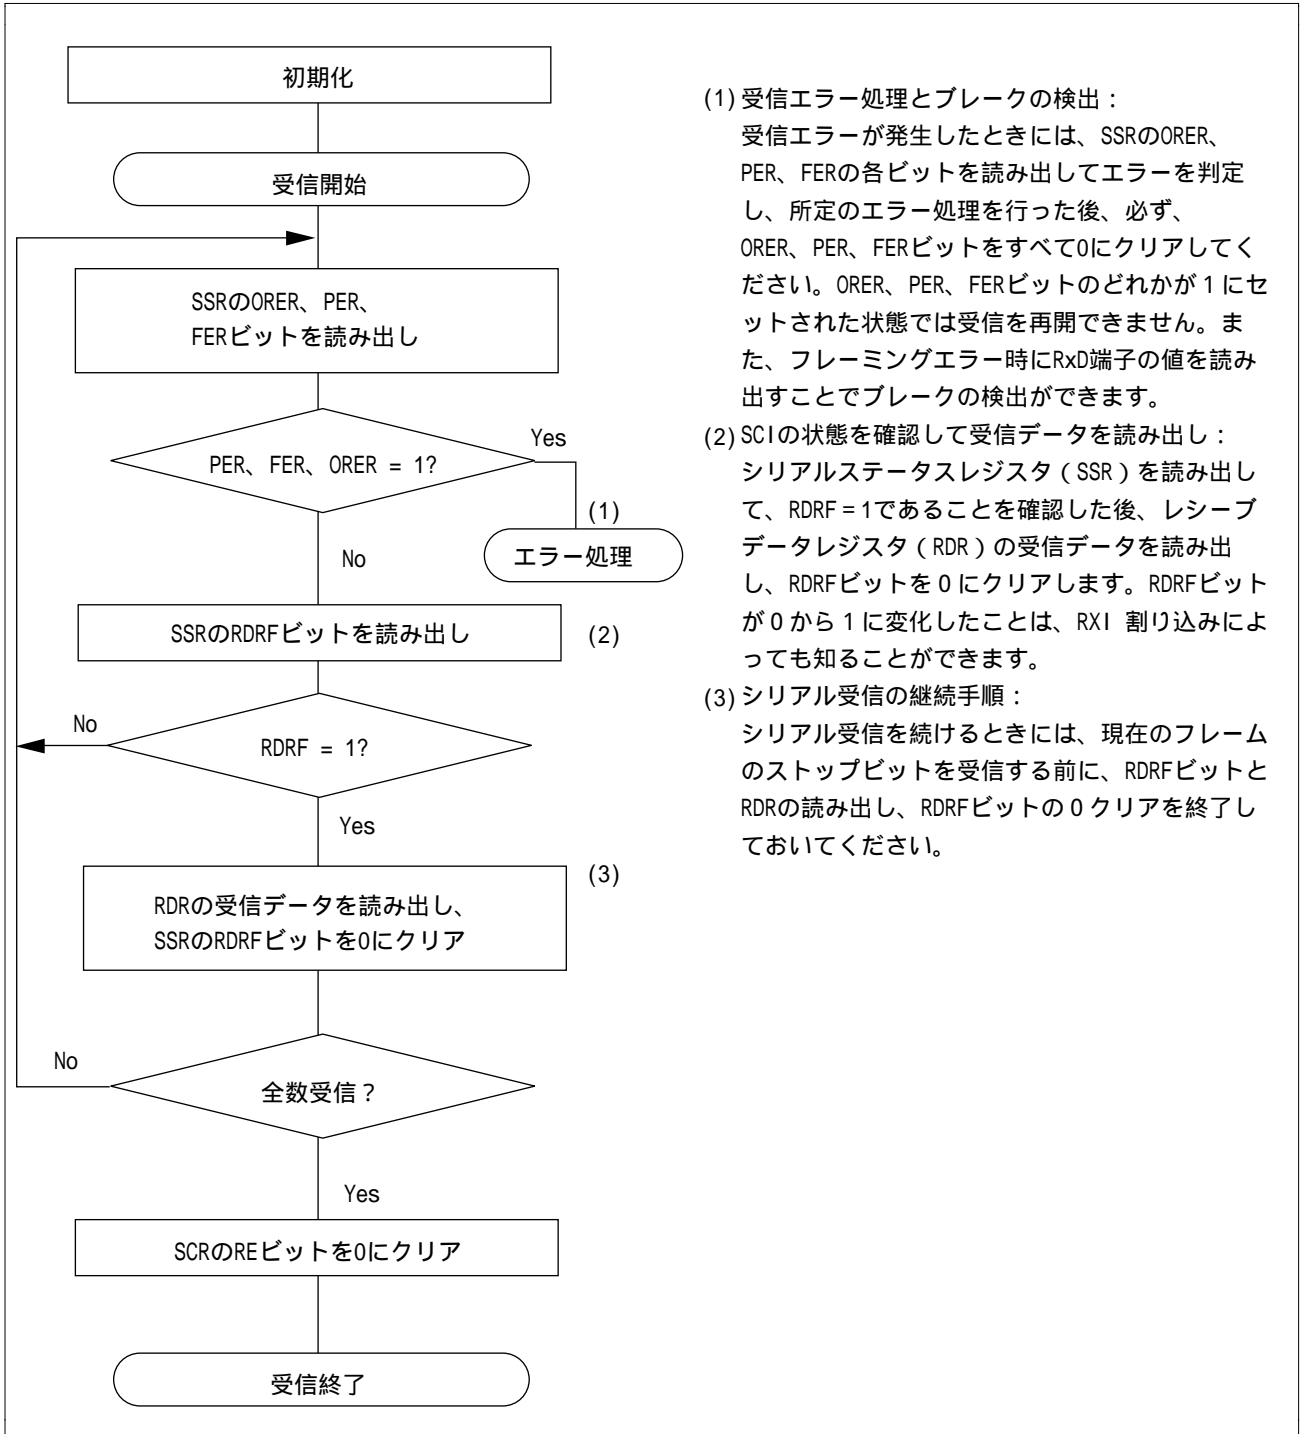 初期化
受信開始
SSRのORER、PER、
FERビットを読み出し
PER、FER、ORER = 1?
Yes
(1)
エラー処理
No
SSRのRDRFビットを読み出し
(2)
No
RDRF = 1?
Yes
(3)
RDRの受信データを読み出し、
SSRのRDRFビットを0にクリア
No
全数受信？
Yes
SCRのREビットを0にクリア
受信終了
(1) 受信エラー処理とブレークの検出：
受信エラーが発生したときには、SSRのORER、
PER、FERの各ビットを読み出してエラーを判定
し、所定のエラー処理を行った後、必ず、
ORER、PER、FERビットをすべて0にクリアしてく
ださい。ORER、PER、FERビットのどれかが１にセ
ットされた状態では受信を再開できません。ま
た、フレーミングエラー時にRxD端子の値を読み
出すことでブレークの検出ができます。
(2) SCIの状態を確認して受信データを読み出し：
シリアルステータスレジスタ（SSR）を読み出し
て、RDRF＝1であることを確認した後、レシーブ
データレジスタ（RDR）の受信データを読み出
し、RDRFビットを０にクリアします。RDRFビット
が０から１に変化したことは、RXI 割り込みによ
っても知ることができます。
(3) シリアル受信の継続手順：
シリアル受信を続けるときには、現在のフレーム
のストップビットを受信する前に、RDRFビットと
RDRの読み出し、RDRFビットの０クリアを終了し
ておいてください。